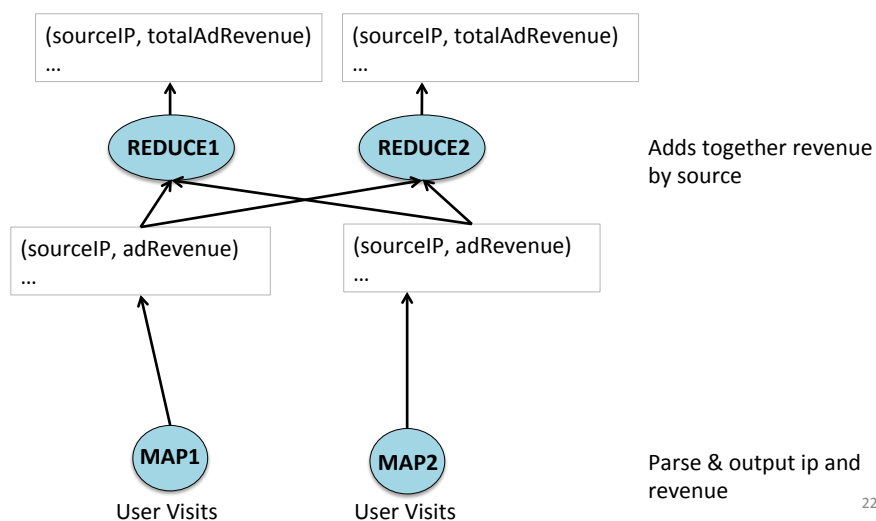 (sourceIP, totalAdRevenue)
...
(sourceIP, totalAdRevenue)
...
REDUCE1
REDUCE2
Adds together revenue
by source
(sourceIP, adRevenue)
...
(sourceIP, adRevenue)
...
MAP1
MAP2
Parse & output ip and
revenue
User Visits
User Visits
22